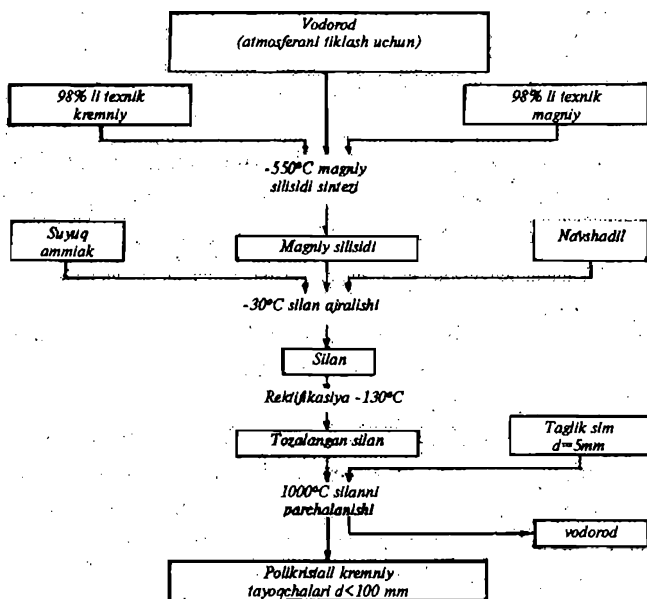 Vodorod
(atmosferani tiklash uchun)
98% li texnik
kremniy
98% li texnik
magniy
-550°C magniy
silisidi sintezi
Suyuq
ammiak
Magniy silisidi
Navshadil
-30°C silan ajralishi
Silan
Rektifikasiya -130°C
Tozalangan silan
Taglik sim
d=5mm
1000°C silanni
parchalanishi
vodorod
Polikristall kremniy
tayoqchalari d<100 mm